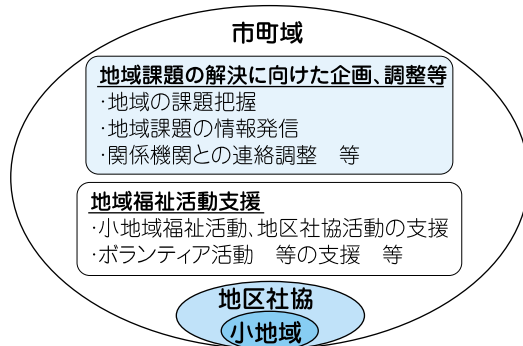 市町域
地域課題の解決に向けた企画、調整等
·地域の課題把握
·地域課題の情報発信
·関係機関との連絡調整　等
地域福祉活動支援
·小地域福祉活動、地区社協活動の支援
·ボランティア活動　等の支援　等
地区社協
小地域